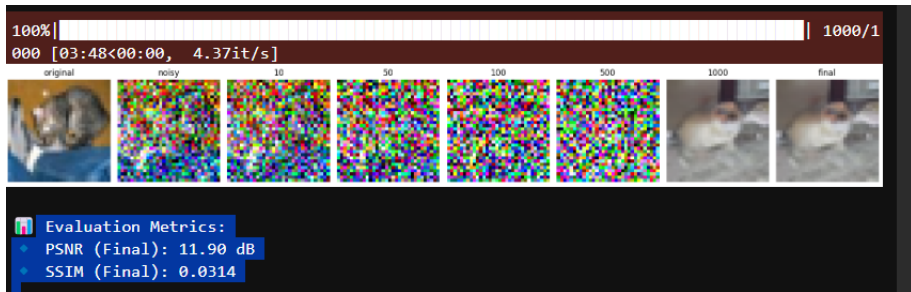 100%| | 1000/1
000 [03:48<00:00, 4.37it/s]
original noisy 10 50 100 500 1000 final
Evaluation Metrics:
PSNR (Final): 11.90 dB
SSIM (Final): 0.0314